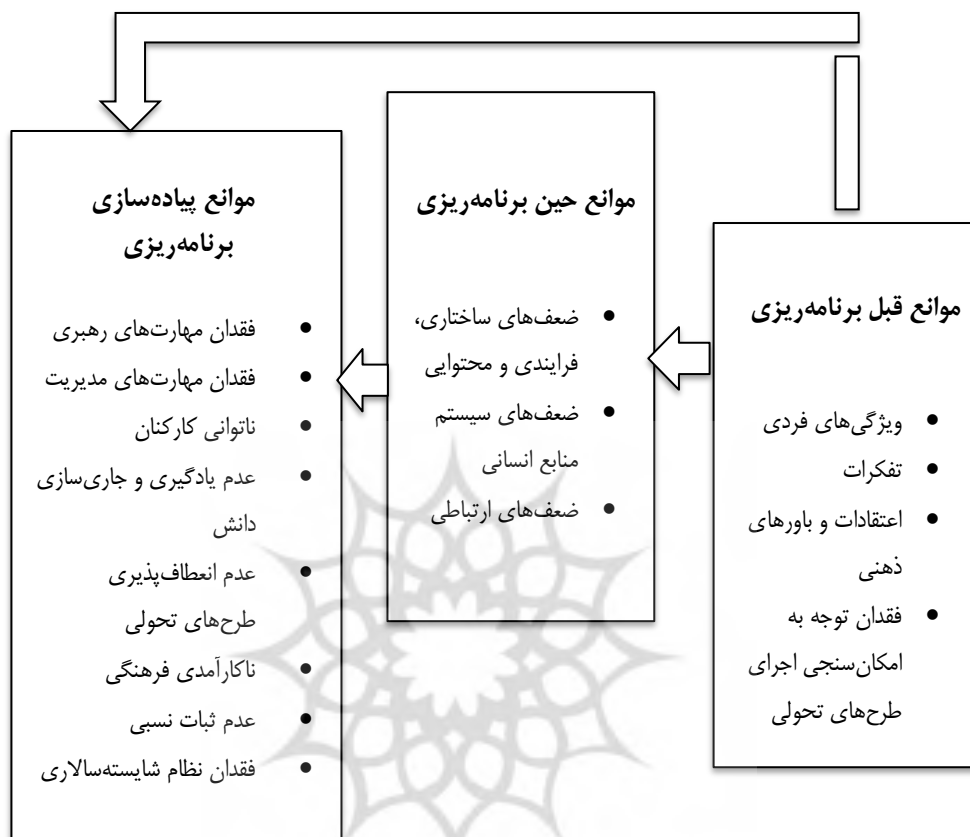 موانع قبل برنامه‌ریزی
• ویژگی‌های فردی
• تفکرات
• اعتقادات و باورهای
ذهنی
• فقدان توجه به
امکان‌سنجی اجرای
طرح‌های تحولی
موانع حین برنامه‌ریزی
• ضعف‌های ساختاری،
فرایندی و محتوایی
• ضعف‌های سیستم
منابع انسانی
• ضعف‌های ارتباطی
موانع پیاده‌سازی
برنامه‌ریزی
• فقدان مهارت‌های رهبری
• فقدان مهارت‌های مدیریت
• ناتوانی کارکنان
• عدم یادگیری و جاری‌سازی
دانش
• عدم انعطاف‌پذیری
طرح‌های تحولی
• ناکارآمدی فرهنگی
• عدم ثبات نسبی
• فقدان نظام شایسته‌سالاری